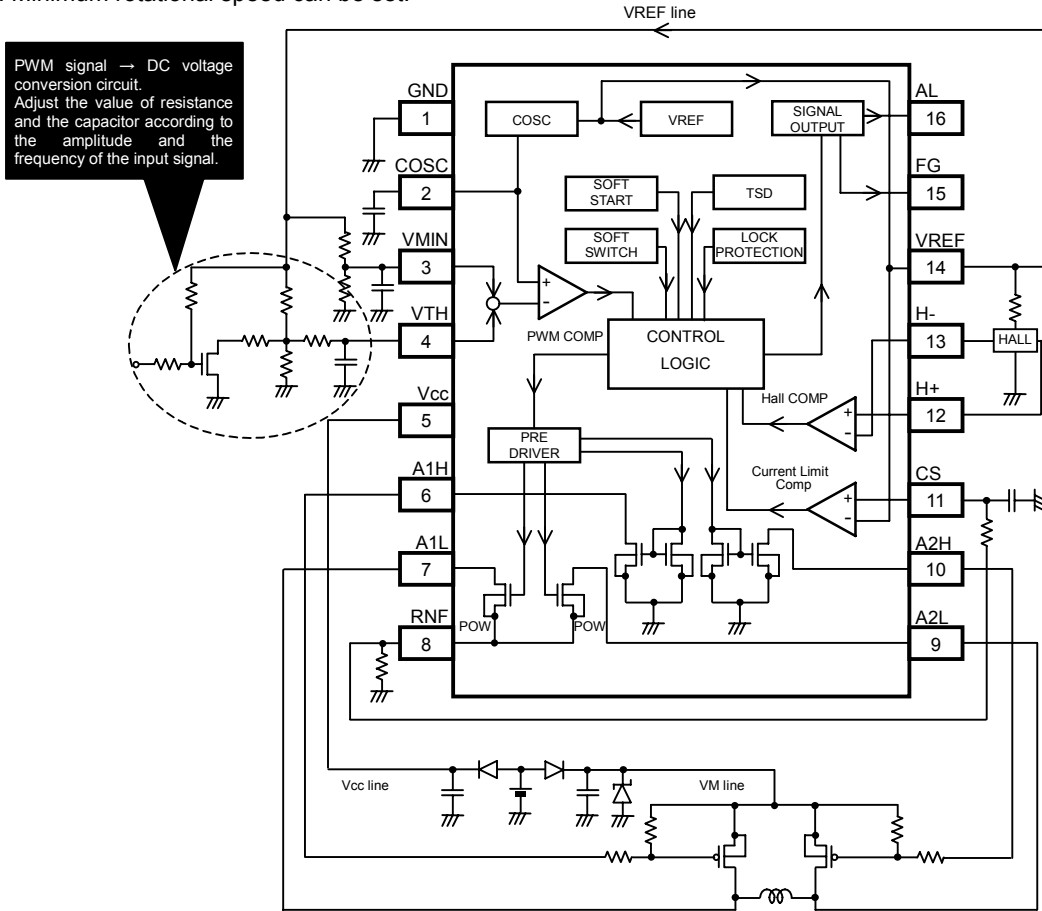 . Minimum rotational speed can be set.
VREF line
PWM signal → DC voltage
conversion circuit.
Adjust the value of resistance
and the capacitor according to
the amplitude and the
frequency of the input signal.
GND
1
COSC
2
VMIN
3
VTH
4
Vcc
5
A1H
6
A1L
7
RNF
8
COSC
VREF
SIGNAL
OUTPUT
SOFT
START
TSD
SOFT
SWITCH
LOCK
PROTECTION
+
-
PWM COMP
CONTROL
LOGIC
Hall COMP
+
-
PRE
DRIVER
Current Limit
Comp
+
-
POW
POW
AL
16
FG
15
VREF
14
H-
13
HALL
H+
12
CS
11
A2H
10
A2L
9
Vcc line
VM line